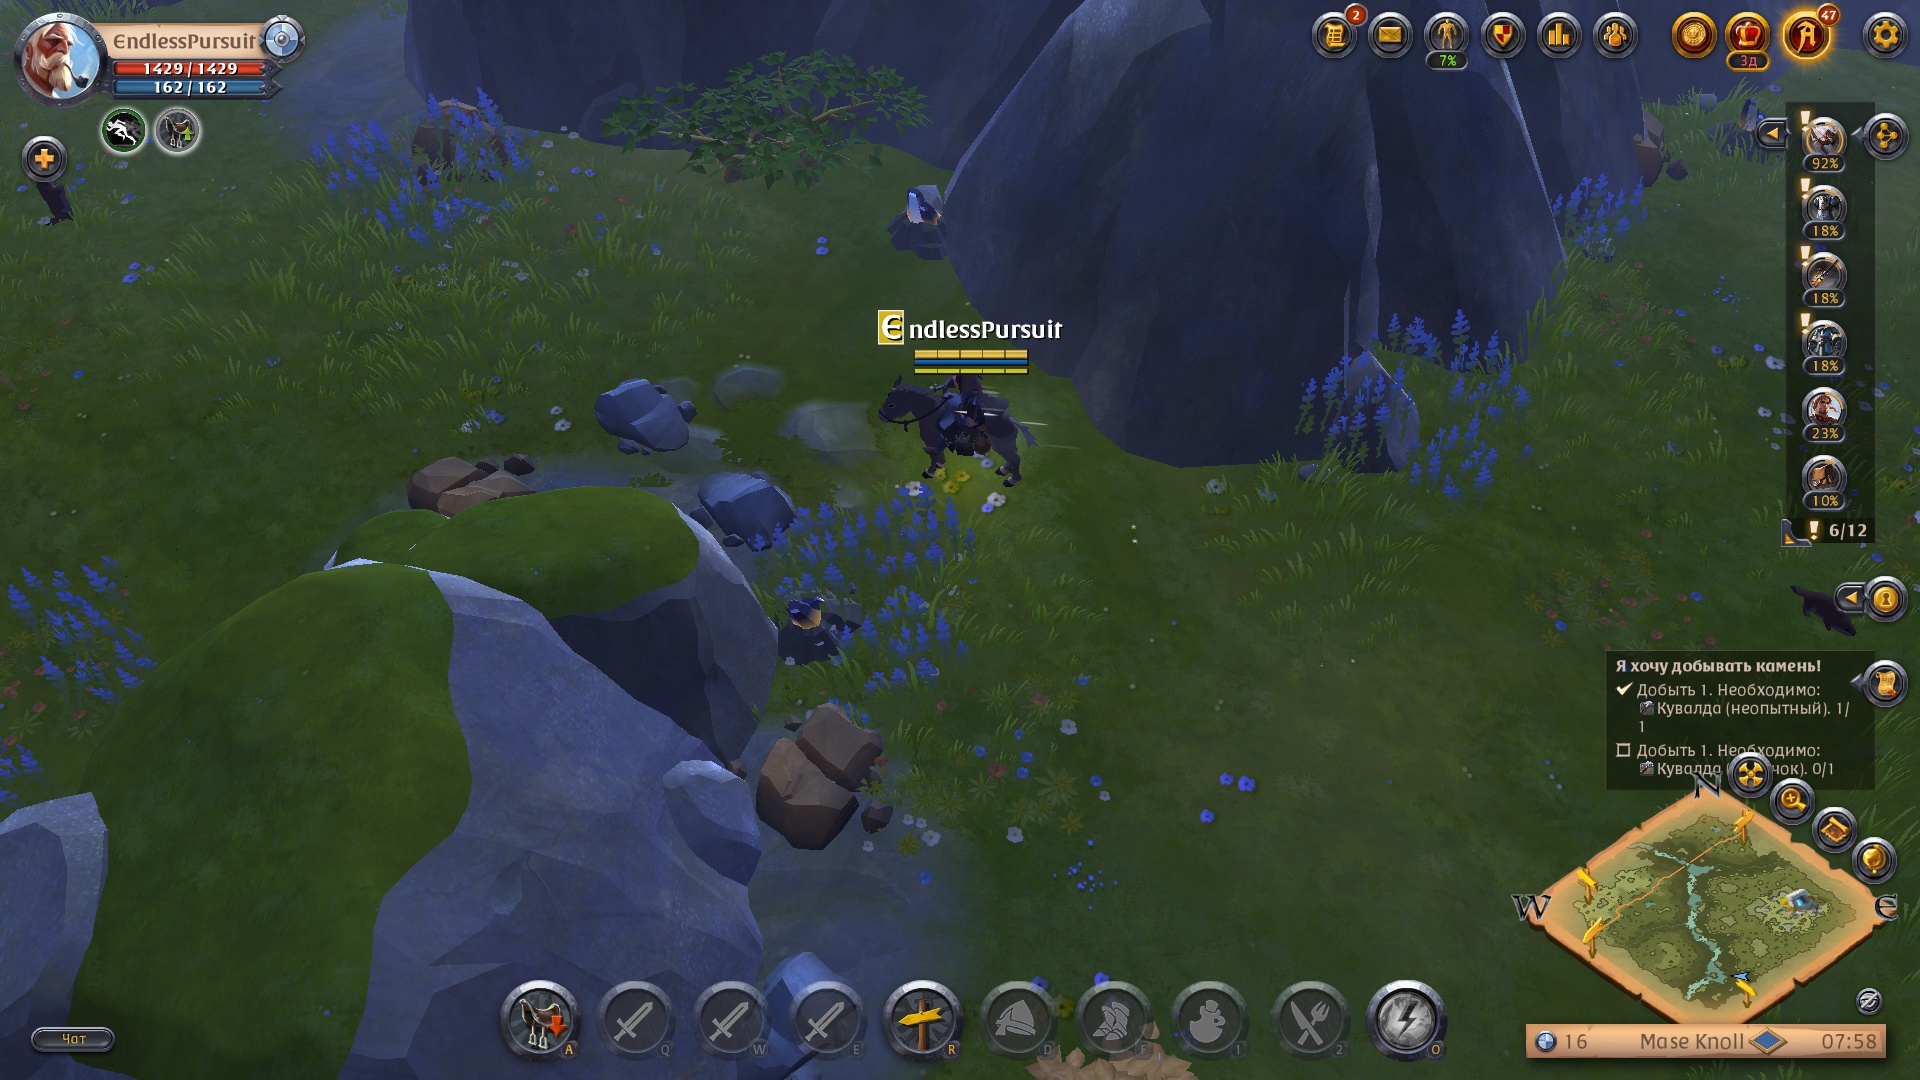 EndlessPursuit
1429 / 1429
162 / 162
2
7%
3д
47
92%
18%
18%
18%
23%
10%
6/12
EndlessPursuit
Я хочу добывать камень!
Добыть 1. Необходимо:
Кувалда (неопытный). 1/
1
Добыть 1. Необходимо:
Кувалда
0/1
N
W
E
Чат
A
Q
W
E
R
D
F
1
2
O
16
Mase Knoll
07:58